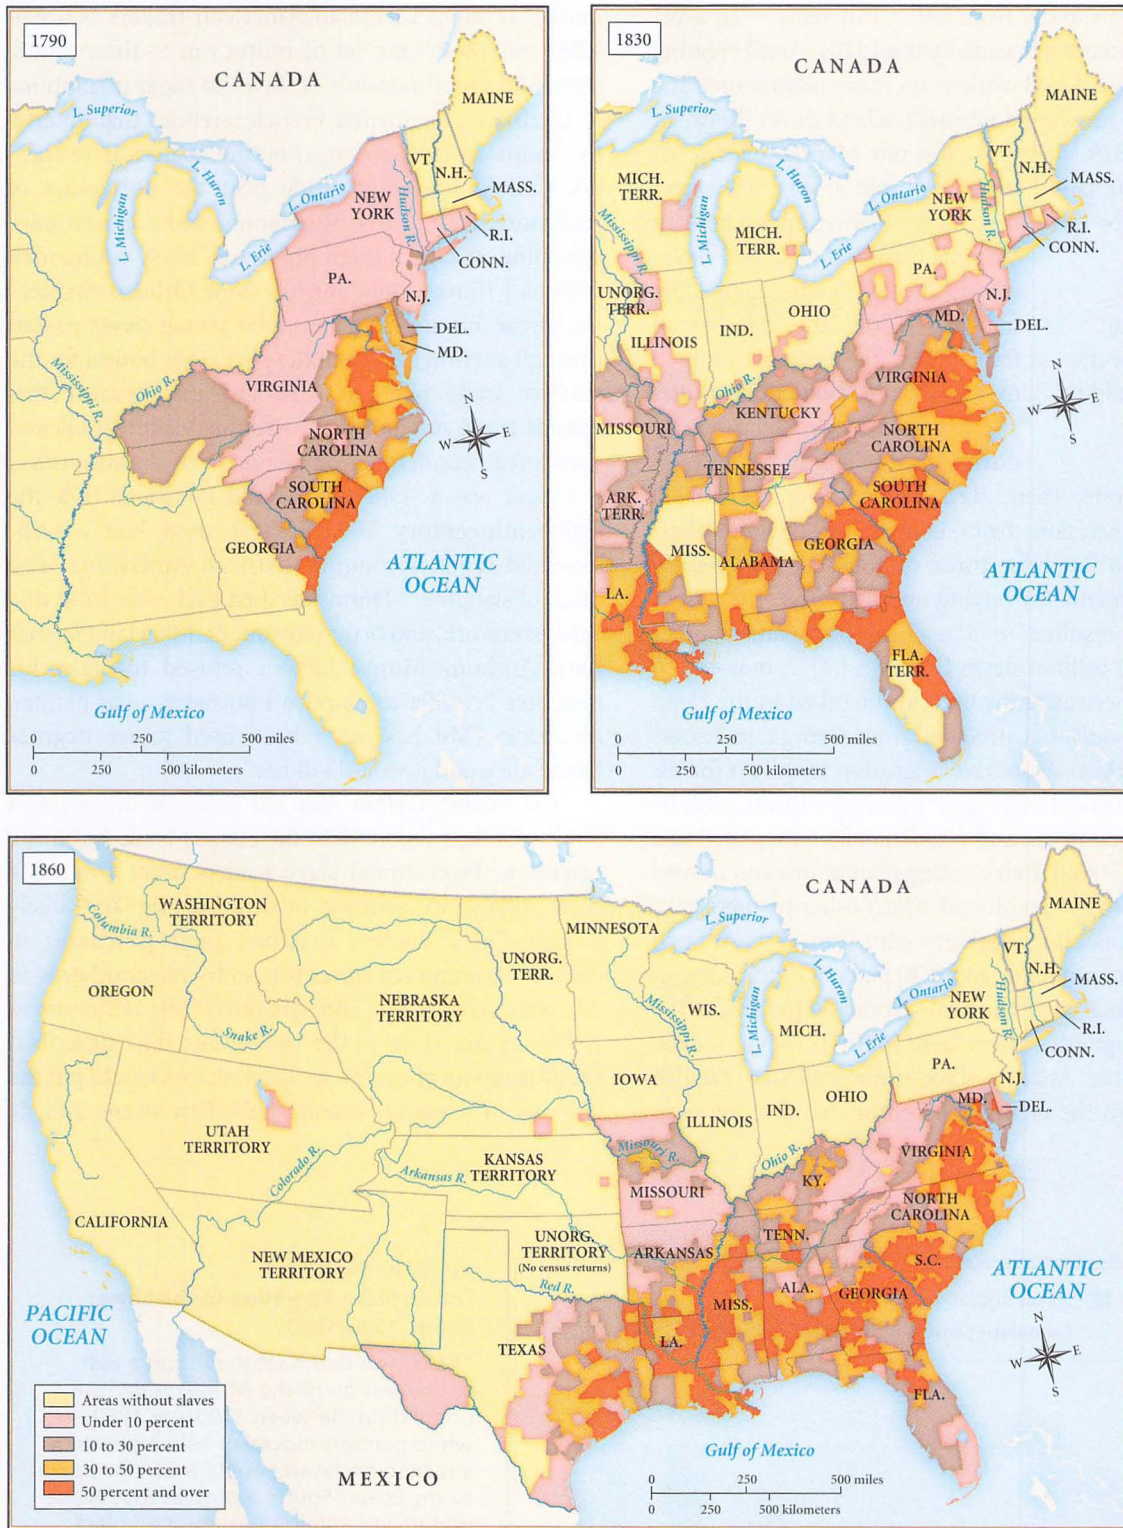 1790
CANADA
L. Superior
MAINE
L. Huron
VT.
N.H.
L. Ontario
MASS.
NEW
YORK
Hudson R.
L. Michigan
R.I.
L. Erie
CONN.
PA.
N.J.
DEL.
MD.
Mississippi R.
Ohio R.
VIRGINIA
N
W
E
S
NORTH
CAROLINA
SOUTH
CAROLINA
GEORGIA
ATLANTIC
OCEAN
Gulf of Mexico
0 250 500 miles
0 250 500 kilometers
1830
CANADA
MAINE
L. Superior
VT.
N.H.
MICH.
TERR.
L. Huron
MASS.
L. Ontario
NEW
YORK
Hudson R.
L. Michigan
Mississippi R.
MICH.
TERR.
R.I.
L. Erie
CONN.
PA.
UNORG.
TERR.
N.J.
OHIO
MD.
DEL.
IND.
ILLINOIS
Ohio R.
VIRGINIA
N
W
E
S
KENTUCKY
MISSOURI
NORTH
CAROLINA
TENNESSEE
SOUTH
CAROLINA
ARK.
TERR.
GEORGIA
MISS.
ALABAMA
ATLANTIC
OCEAN
LA.
FLA.
TERR.
Gulf of Mexico
0 250 500 miles
0 250 500 kilometers
1860
CANADA
WASHINGTON
TERRITORY
MAINE
Columbia R.
L. Superior
MINNESOTA
VT.
UNORG.
TERR.
N.H.
MASS.
OREGON
L. Huron
L. Ontario
NEW
YORK
Hudson R.
NEBRASKA
TERRITORY
Mississippi R.
WIS.
L. Michigan
Snake R.
MICH.
R.I.
L. Erie
CONN.
PA.
IOWA
N.J.
OHIO
MD.
DEL.
ILLINOIS
IND.
UTAH
TERRITORY
Missouri R.
Ohio R.
VIRGINIA
Colorado R.
KANSAS
TERRITORY
Arkansas R.
KY.
MISSOURI
NORTH
CAROLINA
CALIFORNIA
UNORG.
TERRITORY
(No census returns)
TENN.
ARKANSAS
NEW MEXICO
TERRITORY
S.C.
ATLANTIC
OCEAN
Red R.
ALA.
GEORGIA
MISS.
PACIFIC
OCEAN
LA.
TEXAS
N
W
E
S
FLA.
Areas without slaves
Under 10 percent
10 to 30 percent
30 to 50 percent
50 percent and over
Gulf of Mexico
MEXICO
0 250 500 miles
0 250 500 kilometers